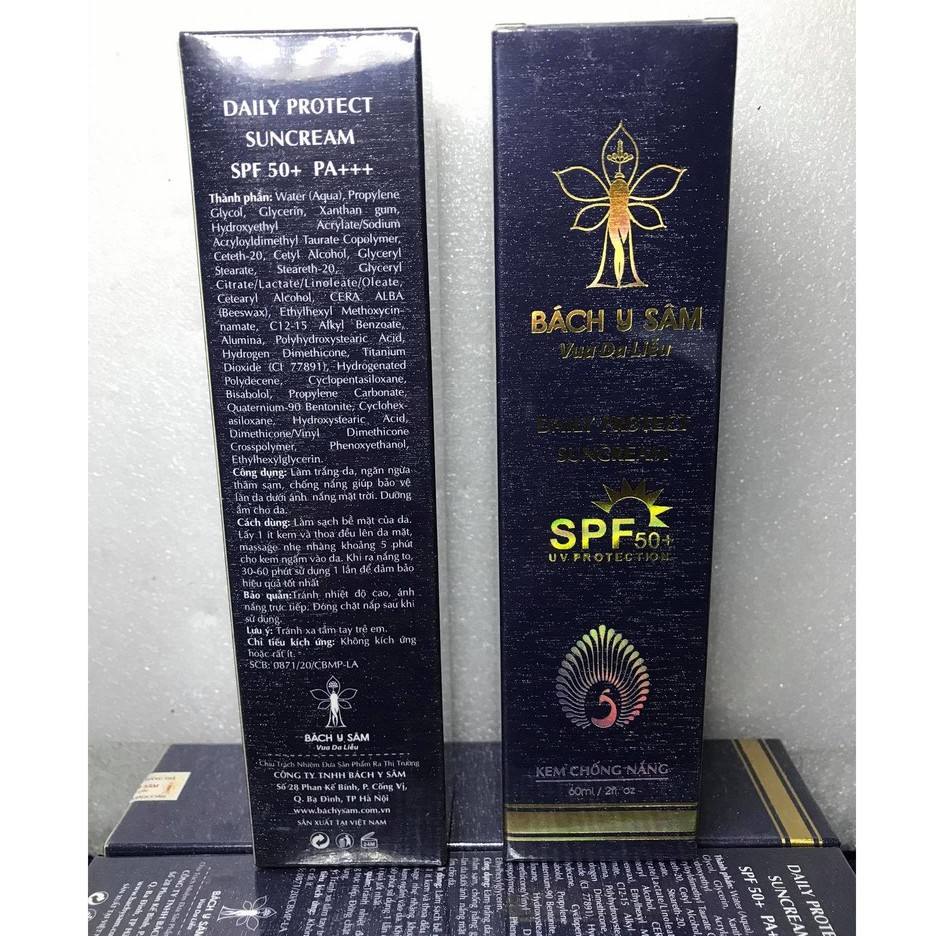 DAILY PROTECT
SUNCREAM
SPF 50+ PA+++
Thành phần: Water (Aqua), Propylene
Glycol, Glycerin, Xanthan gum,
Hydroxyethyl Acrylate/Sodium
Acryloyldimethyl Taurate Copolymer,
Ceteth-20, Cetyl Alcohol, Glyceryl
Stearate, Steareth-20, Glyceryl
Citrate/Lactate/Linoleate/Oleate,
Cetearyl Alcohol, CERA ALBA
(Beeswax), Ethylhexyl Methoxycin-
namate, C12-15 Alkyl Benzoate,
Alumina, Polyhydroxystearic Acid,
Hydrogen Dimethicone, Titanium
Dioxide (CI 77891), Hydrogenated
Polydecene, Cyclopentasiloxane,
Bisabolol, Propylene Carbonate,
Quaternium-90 Bentonite, Cyclohex-
asiloxane, Hydroxystearic Acid,
Dimethicone/Vinyl Dimethicone
Crosspolymer, Phenoxyethanol,
Ethylhexylglycerin.
Công dụng: Làm trắng da, ngăn ngừa
thâm sạm, chống nắng giúp bảo vệ
làn da dưới ánh nắng mặt trời. Dưỡng
ẩm cho da.
Cách dùng: Làm sạch bề mặt của da.
Lấy 1 ít kem và thoa đều lên da mặt,
massage nhẹ nhàng khoảng 5 phút
cho kem ngấm vào da. Khi ra nắng to,
30-60 phút sử dụng 1 lần để đảm bảo
hiệu quả tốt nhất
Bảo quản:Tránh nhiệt độ cao, ánh
nắng trực tiếp. Đóng chặt nắp sau khi
sử dụng.
Lưu ý: Tránh xa tầm tay trẻ em.
Chỉ tiêu kích ứng: Không kích ứng
hoặc rất ít.
SCB: 0871/20/CBMP-LA
BÁCH Y SÂM
Vua Da Liễu
Chịu Trách Nhiệm Đưa Sản Phẩm Ra Thị Trường
CÔNG TY TNHH BÁCH Y SÂM
Số 28 Phan Kế Bính, P. Cống Vị,
Q. Ba Đình, TP Hà Nội
www.bachysam.com.vn
SẢN XUẤT TẠI VIỆT NAM
24M
BÁCH Y SÂM
Vua Da Liễu
DAILY PROTECT
SUNCREAM
SPF 50+
UV PROTECTION
KEM CHỐNG NẮNG
60ml / 2fl. oz
DAILY PROTECT
SUNCREAM
SPF 50+
BÁCH Y SÂM
Vua Da Liễu